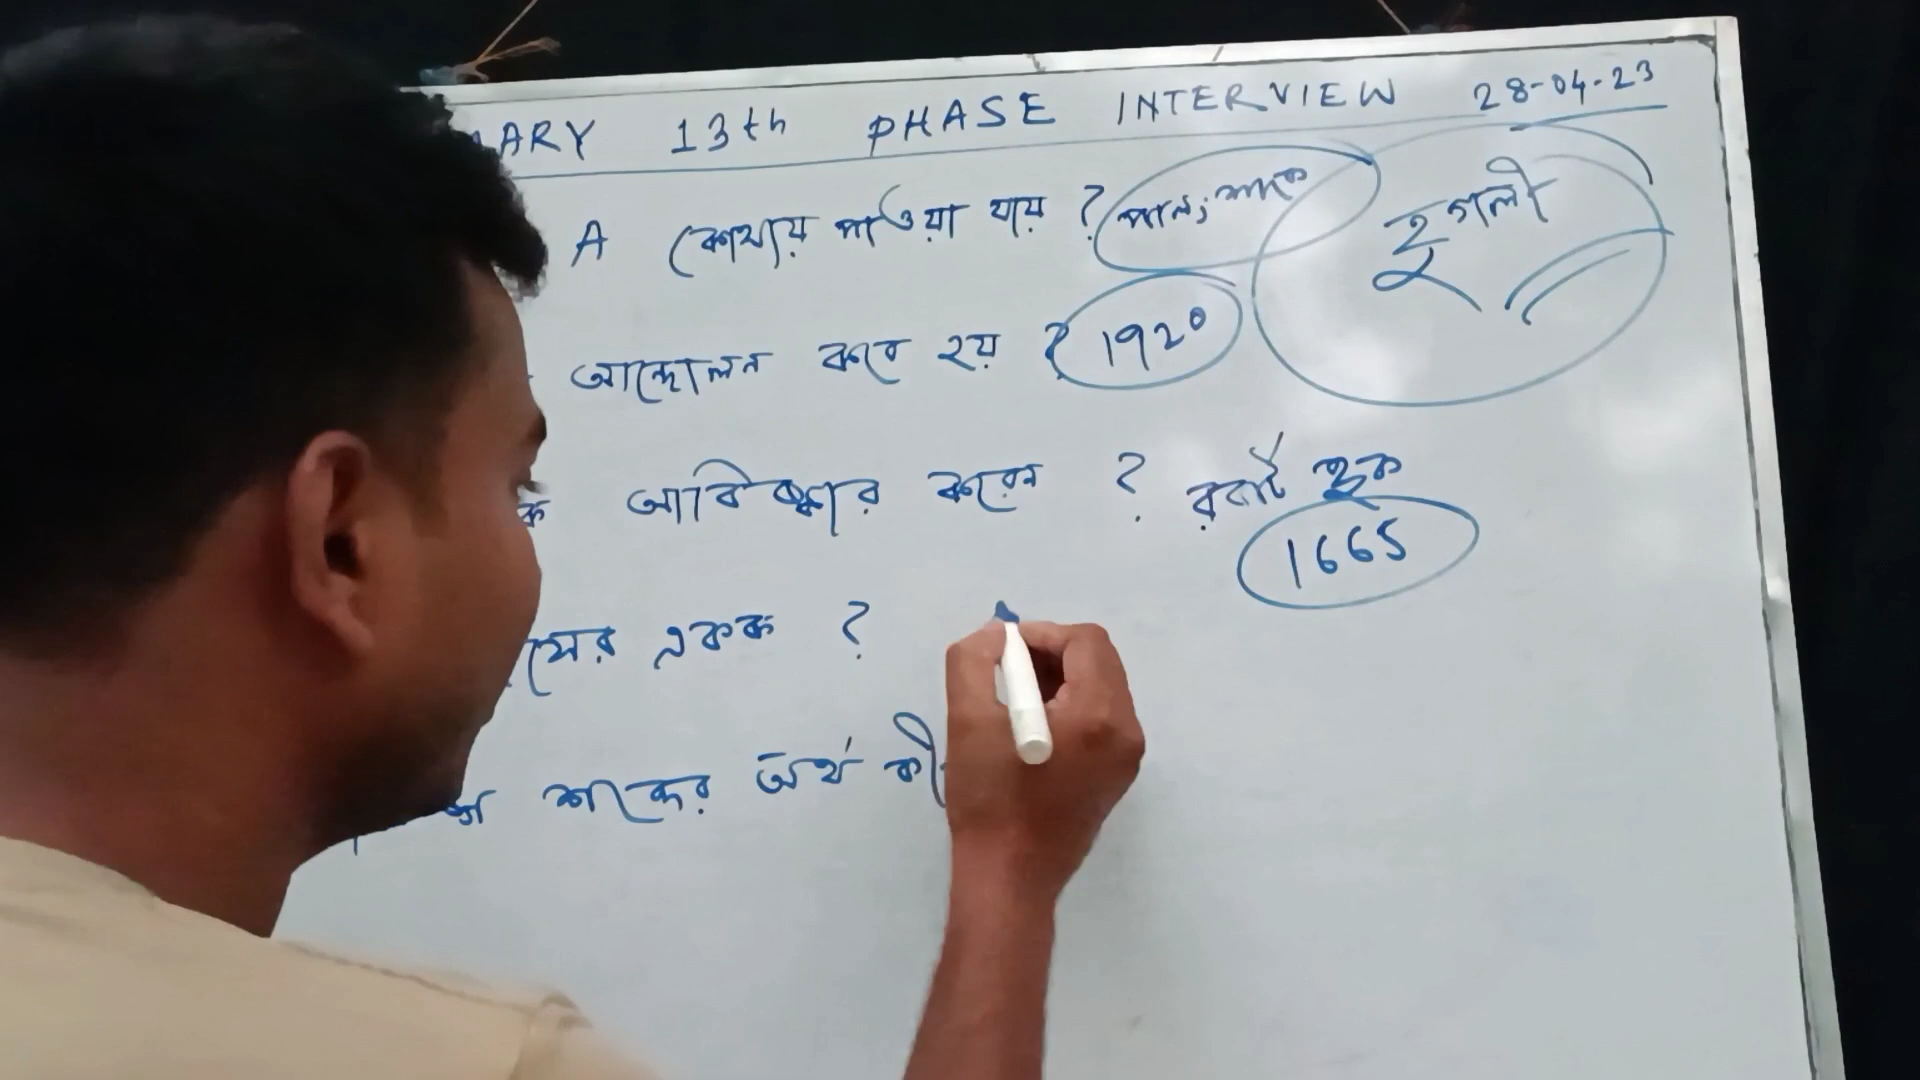 MARY 13th PHASE INTERVIEW 28-04-23
A কোথায় পাওয়া যায় ? পান, শাক
হুগলী
আন্দোলন কবে হয় ? 1920
ক আবিষ্কার করেন ? রবার্ট হুক
1665
সের একক ?
শব্দের অর্থ কী